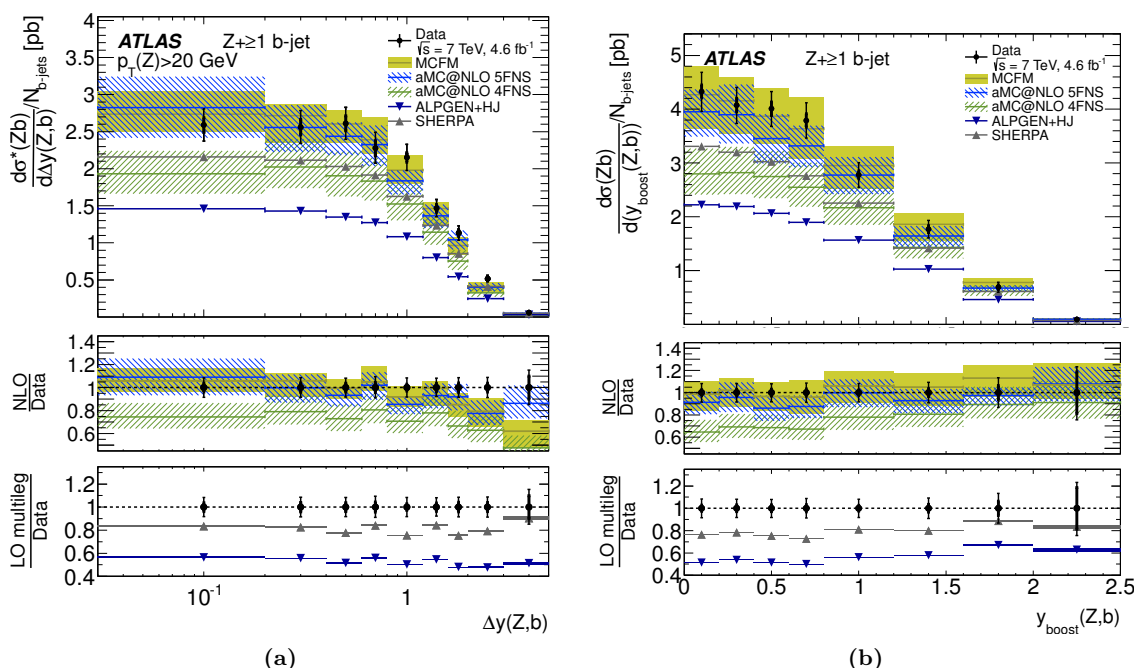 4
3.5
3
2.5
2
1.5
1
0.5
dσ*(Zb)
dΔy(Z,b) /N_b-jets [pb]
ATLAS Z+≥1 b-jet
p_T(Z)>20 GeV
Data
√s = 7 TeV, 4.6 fb⁻¹
MCFM
aMC@NLO 5FNS
aMC@NLO 4FNS
ALPGEN+HJ
SHERPA
1.4
1.2
1
0.8
0.6
NLO
Data
1.4
1.2
1
0.8
0.6
0.4
LO multileg
Data
10⁻¹ 1
Δy(Z,b)
(a)
5
4
3
2
1
dσ(Zb)
d(y_boost(Z,b)) /N_b-jets [pb]
ATLAS Z+≥1 b-jet
Data
√s = 7 TeV, 4.6 fb⁻¹
MCFM
aMC@NLO 5FNS
aMC@NLO 4FNS
ALPGEN+HJ
SHERPA
1.4
1.2
1
0.8
0.6
NLO
Data
1.4
1.2
1
0.8
0.6
0.4
LO multileg
Data
0 0.5 1 1.5 2 2.5
y_boost(Z,b)
(b)